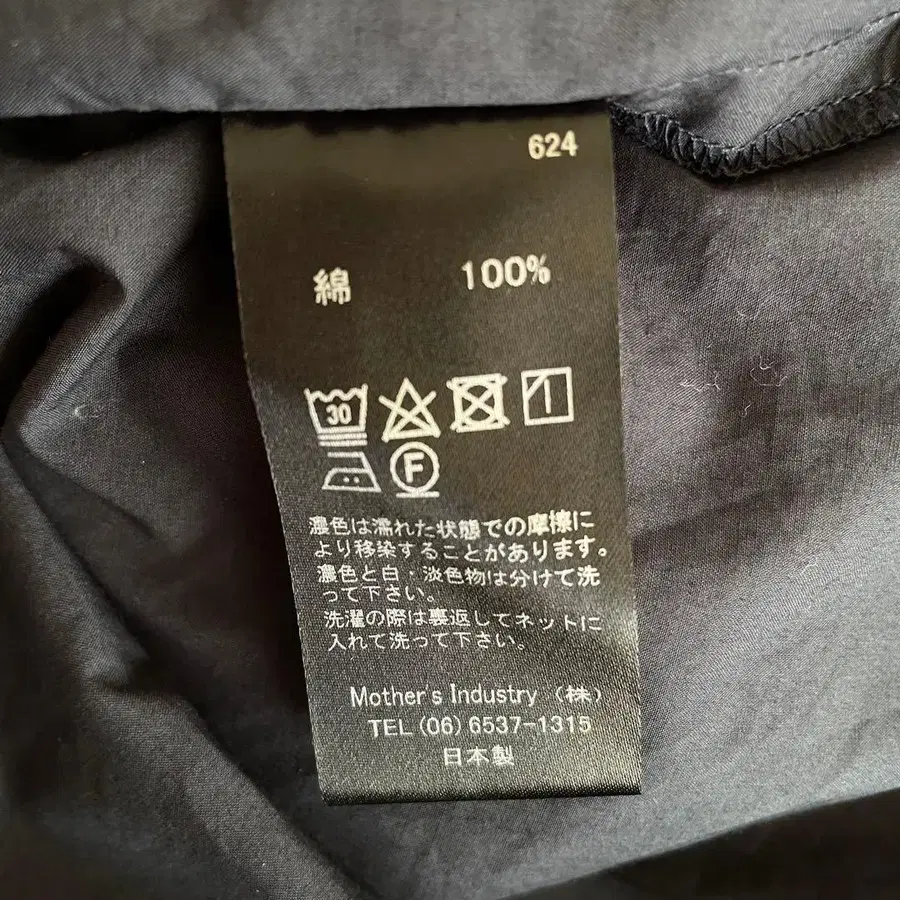 624
綿 100%
30
F
濃色は濡れた状態での摩擦に
より移染することがあります。
濃色と白・淡色物は分けて洗
って下さい。
洗濯の際は裏返してネットに
入れて洗って下さい。
Mother's Industry (株)
TEL (06) 6537-1315
日本製